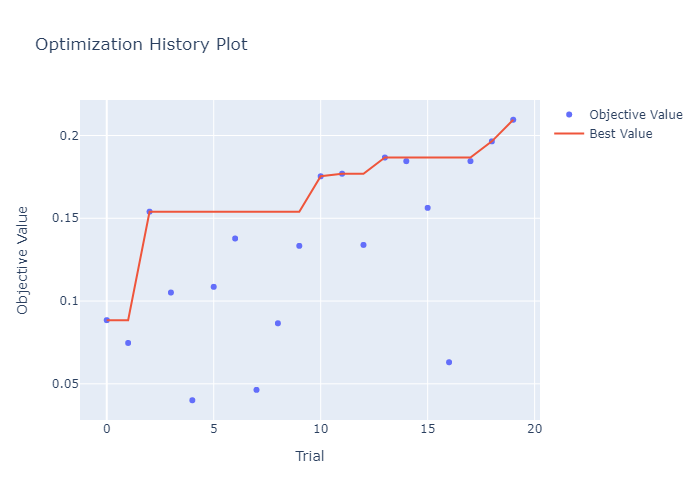 Optimization History Plot
Objective Value
Best Value
0.2
0.15
0.1
0.05
Objective Value
0
5
10
15
20
Trial